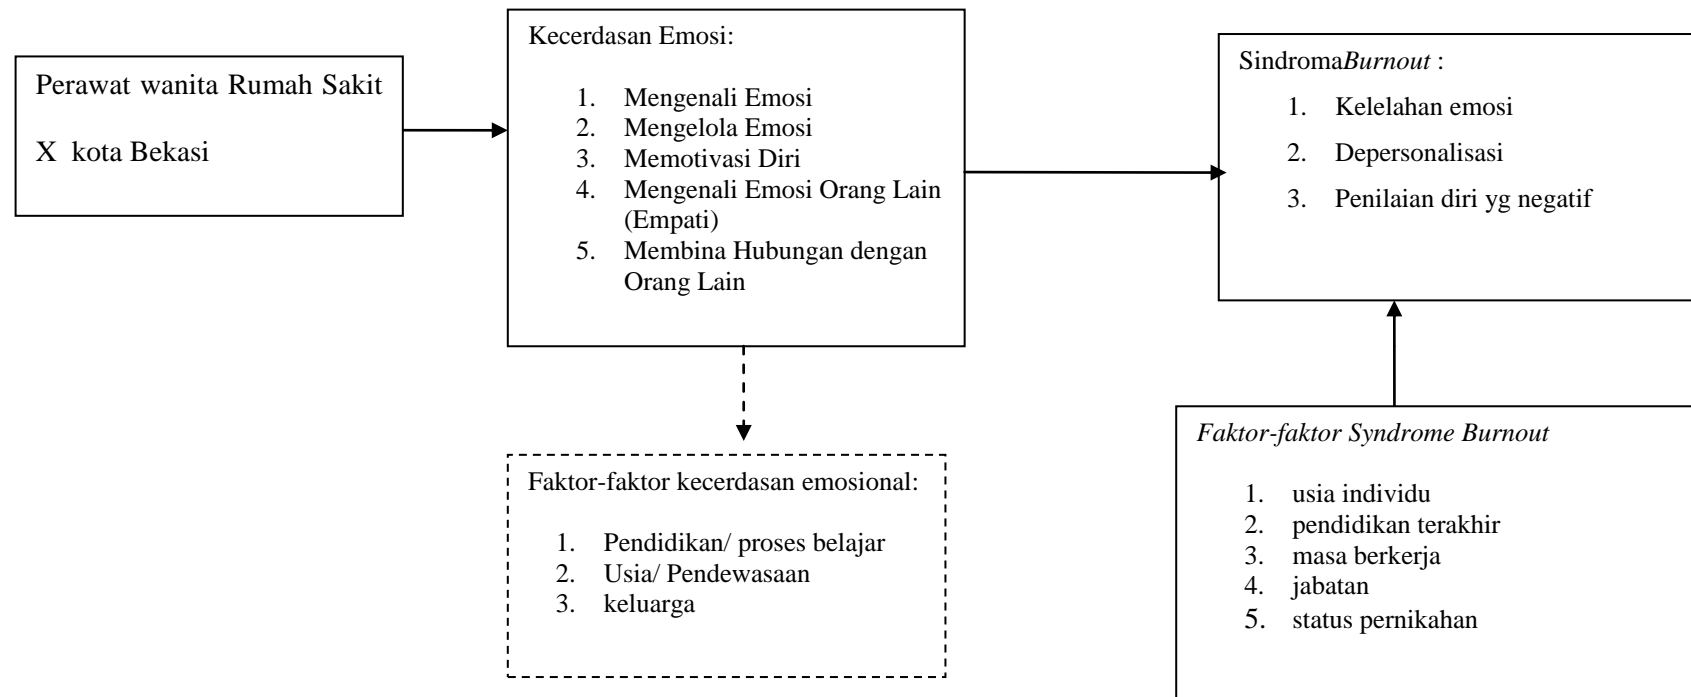 Perawat wanita Rumah Sakit
X kota Bekasi
Kecerdasan Emosi:
1. Mengenali Emosi
2. Mengelola Emosi
3. Memotivasi Diri
4. Mengenali Emosi Orang Lain
(Empati)
5. Membina Hubungan dengan
Orang Lain
SindromaBurnout :
1. Kelelahan emosi
2. Depersonalisasi
3. Penilaian diri yg negatif
Faktor-faktor kecerdasan emosional:
1. Pendidikan/ proses belajar
2. Usia/ Pendewasaan
3. keluarga
Faktor-faktor Syndrome Burnout
1. usia individu
2. pendidikan terakhir
3. masa berkerja
4. jabatan
5. status pernikahan